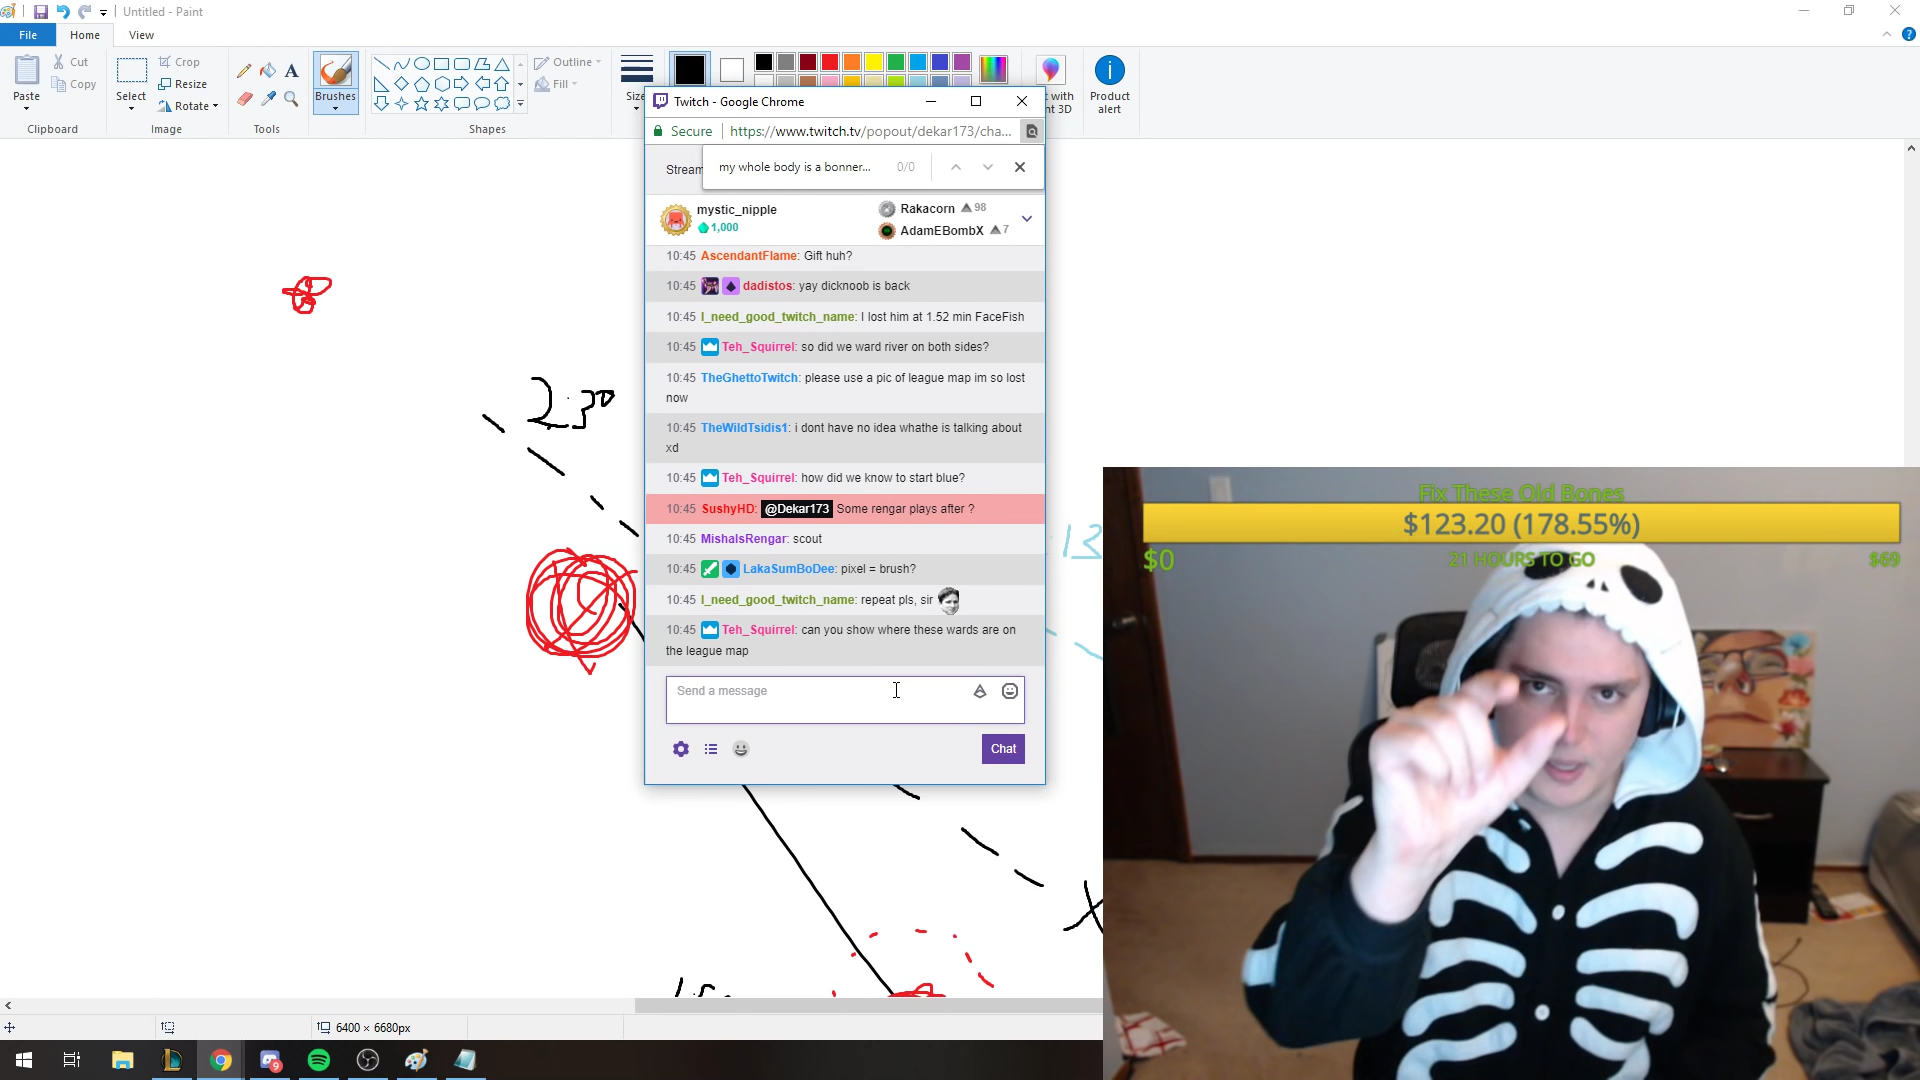 Untitled - Paint
File Home View
Paste
Cut
Copy
Clipboard
Select
Crop
Resize
Rotate
Image
A
Tools
Brushes
Shapes
Outline
Fill
Product
alert
Twitch - Google Chrome
Secure https://www.twitch.tv/popout/dekar173/cha...
my whole body is a bonner... 0/0
mystic_nipple
1,000
Rakacorn 98
AdamEBombX 7
10:45 AscendantFlame: Gift huh?
10:45 dadistos: yay dicknoob is back
10:45 I_need_good_twitch_name: I lost him at 1.52 min FaceFish
10:45 Teh_Squirrel: so did we ward river on both sides?
10:45 TheGhettoTwitch: please use a pic of league map im so lost
now
10:45 TheWildTsidis1: i dont have no idea whathe is talking about
xd
10:45 Teh_Squirrel: how did we know to start blue?
10:45 SushyHD: @Dekar173 Some rengar plays after ?
10:45 MishaIsRengar: scout
10:45 LakaSumBoDee: pixel = brush?
10:45 I_need_good_twitch_name: repeat pls, sir
10:45 Teh_Squirrel: can you show where these wards are on
the league map
Send a message
Chat
2:30
13
Fix These Old Bones
$123.20 (178.55%)
$0 21 HOURS TO GO $69
6400 × 6680px
9